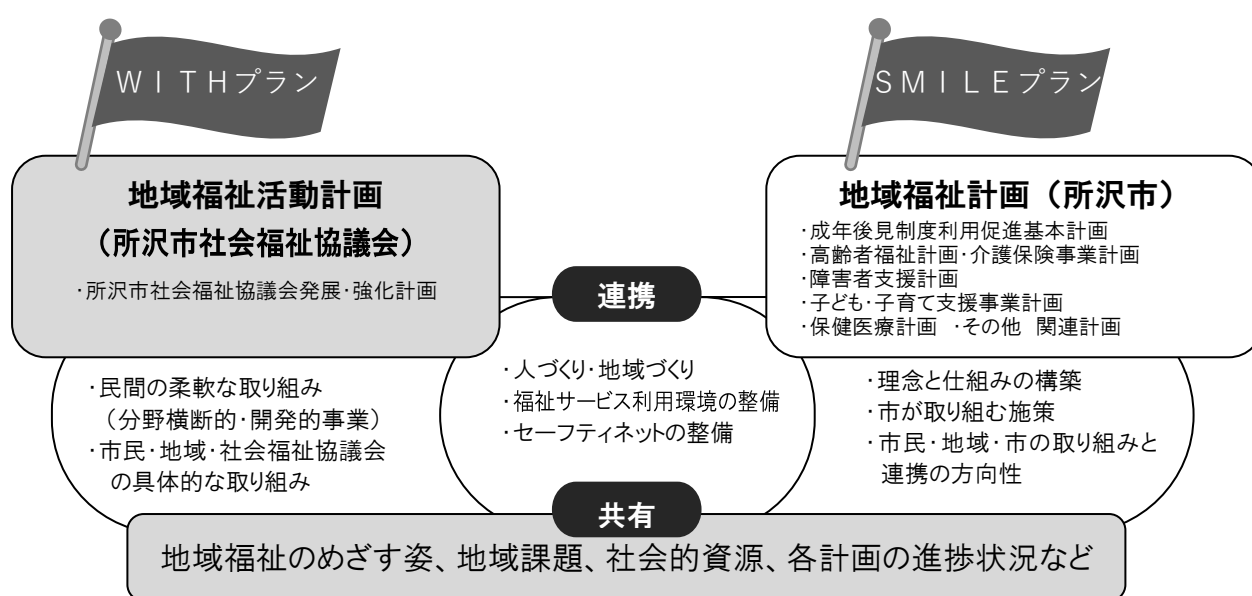 ＷＩＴＨプラン
地域福祉活動計画
（所沢市社会福祉協議会）
・所沢市社会福祉協議会発展・強化計画
・民間の柔軟な取り組み
（分野横断的・開発的事業）
・市民・地域・社会福祉協議会
の具体的な取り組み
連携
・人づくり・地域づくり
・福祉サービス利用環境の整備
・セーフティネットの整備
ＳＭＩＬＥプラン
地域福祉計画（所沢市）
・成年後見制度利用促進基本計画
・高齢者福祉計画・介護保険事業計画
・障害者支援計画
・子ども・子育て支援事業計画
・保健医療計画　・その他　関連計画
・理念と仕組みの構築
・市が取り組む施策
・市民・地域・市の取り組みと
連携の方向性
共有
地域福祉のめざす姿、地域課題、社会的資源、各計画の進捗状況など